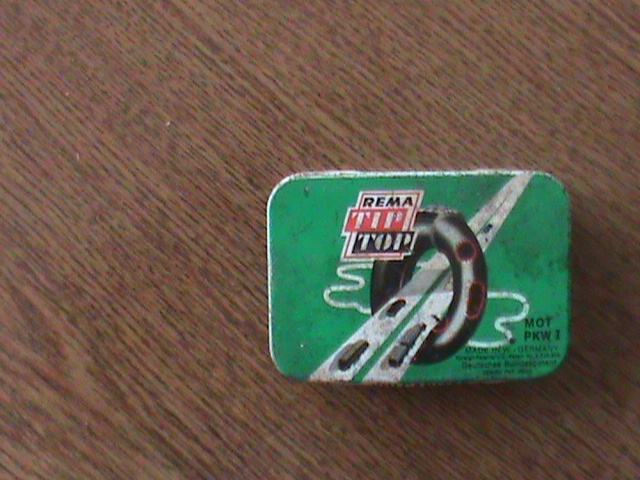 REMA
TIP
TOP
MOT
PKW I
MADE IN W.-GERMANY
Deutsches Bundespatent